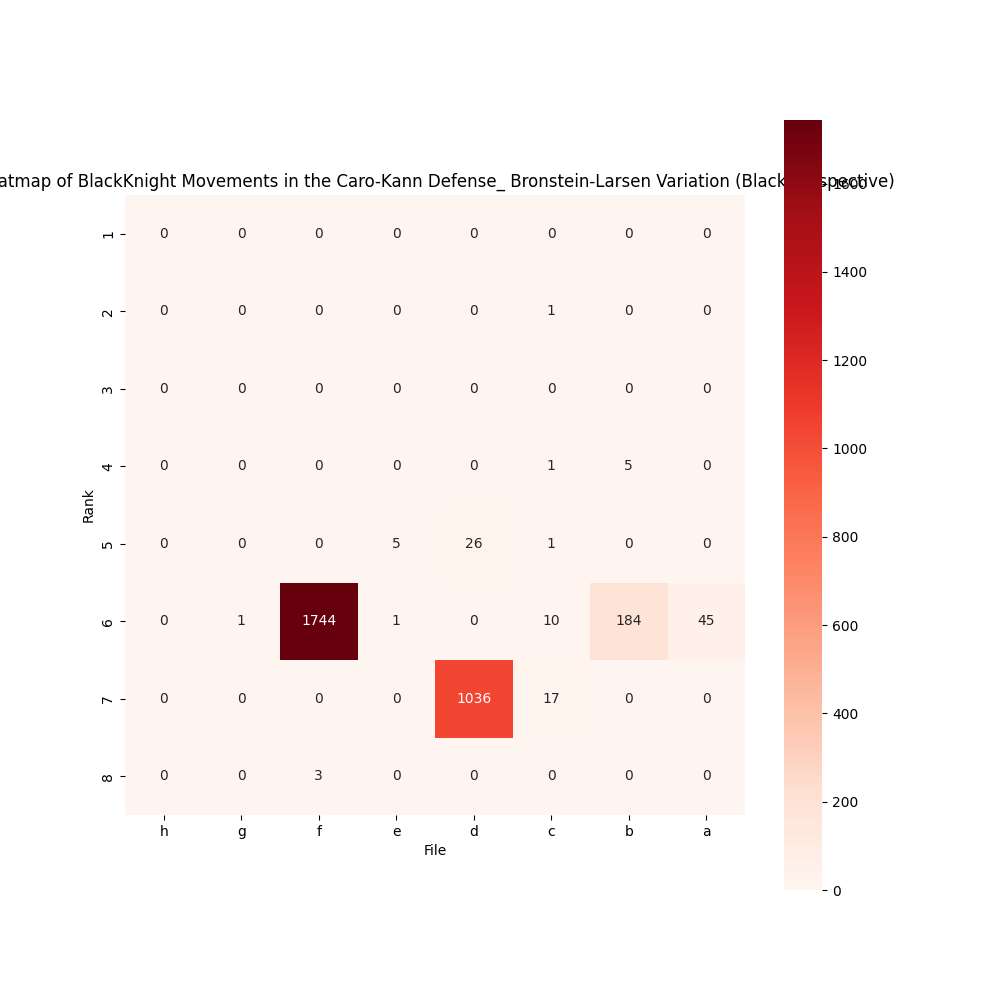 atmap of BlackKnight Movements in the Caro-Kann Defense_ Bronstein-Larsen Variation (Black spective)
1600
1 0 0 0 0 0 0 0 0
1400
2 0 0 0 0 0 1 0 0
1200
3 0 0 0 0 0 0 0 0
1000
4 0 0 0 0 0 1 5 0
Rank
800
5 0 0 0 5 26 1 0 0
600
6 0 1 1744 1 0 10 184 45
400
7 0 0 0 0 1036 17 0 0
200
8 0 0 3 0 0 0 0 0
h g f e d c b a
File
0